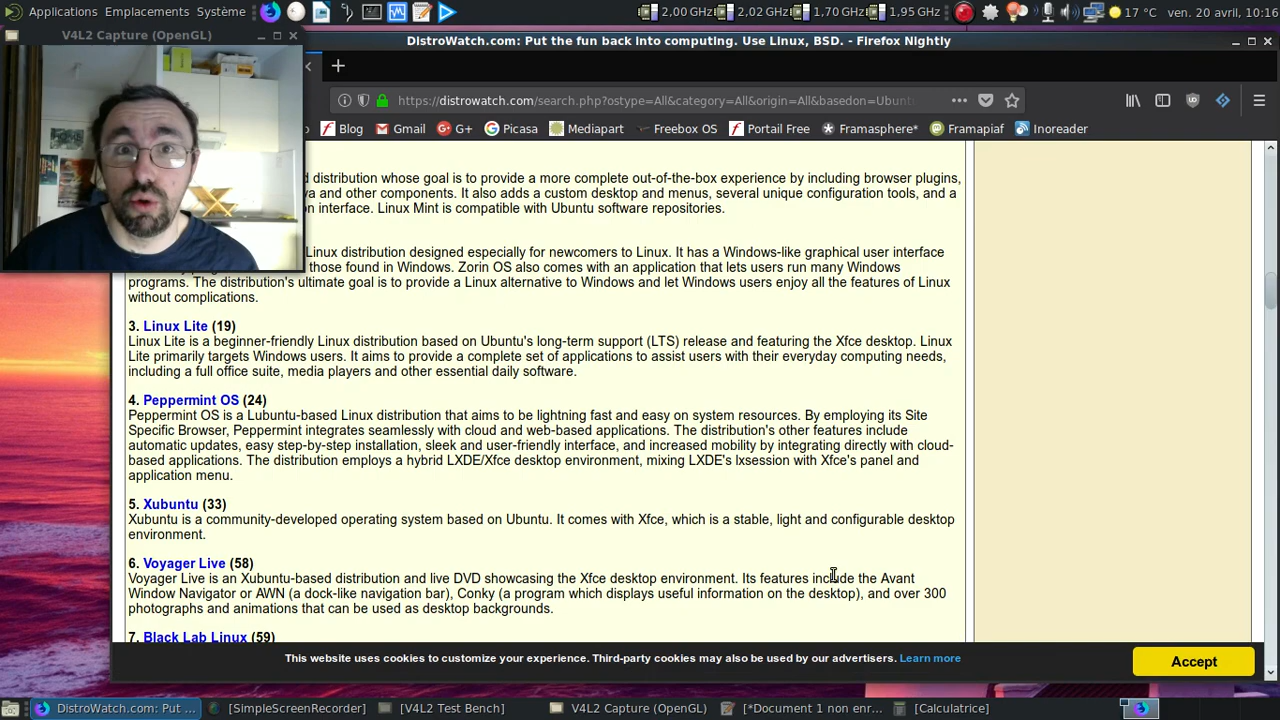 Applications Emplacements Système 2,00 GHz 2,02 GHz 1,70 GHz 1,95 GHz 17 °C ven. 20 avril, 10:16
V4L2 Capture (OpenGL)
DistroWatch.com: Put the fun back into computing. Use Linux, BSD. - Firefox Nightly
https://distrowatch.com/search.php?ostype=All&category=All&origin=All&basedon=Ubunt
Blog Gmail G+ Picasa Mediapart Freebox OS Portail Free Framasphere* Framapiaf Inoreader
d distribution whose goal is to provide a more complete out-of-the-box experience by including browser plugins,
va and other components. It also adds a custom desktop and menus, several unique configuration tools, and a
on interface. Linux Mint is compatible with Ubuntu software repositories.
Linux distribution designed especially for newcomers to Linux. It has a Windows-like graphical user interface
those found in Windows. Zorin OS also comes with an application that lets users run many Windows
programs. The distribution's ultimate goal is to provide a Linux alternative to Windows and let Windows users enjoy all the features of Linux
without complications.
3. Linux Lite (19)
Linux Lite is a beginner-friendly Linux distribution based on Ubuntu's long-term support (LTS) release and featuring the Xfce desktop. Linux
Lite primarily targets Windows users. It aims to provide a complete set of applications to assist users with their everyday computing needs,
including a full office suite, media players and other essential daily software.
4. Peppermint OS (24)
Peppermint OS is a Lubuntu-based Linux distribution that aims to be lightning fast and easy on system resources. By employing its Site
Specific Browser, Peppermint integrates seamlessly with cloud and web-based applications. The distribution's other features include
automatic updates, easy step-by-step installation, sleek and user-friendly interface, and increased mobility by integrating directly with cloud-
based applications. The distribution employs a hybrid LXDE/Xfce desktop environment, mixing LXDE's lxsession with Xfce's panel and
application menu.
5. Xubuntu (33)
Xubuntu is a community-developed operating system based on Ubuntu. It comes with Xfce, which is a stable, light and configurable desktop
environment.
6. Voyager Live (58)
Voyager Live is an Xubuntu-based distribution and live DVD showcasing the Xfce desktop environment. Its features include the Avant
Window Navigator or AWN (a dock-like navigation bar), Conky (a program which displays useful information on the desktop), and over 300
photographs and animations that can be used as desktop backgrounds.
7. Black Lab Linux (59)
This website uses cookies to customize your experience. Third-party cookies may also be used by our advertisers. Learn more
Accept
DistroWatch.com: Put ... [SimpleScreenRecorder] [V4L2 Test Bench] V4L2 Capture (OpenGL) [*Document 1 non enr... [Calculatrice]